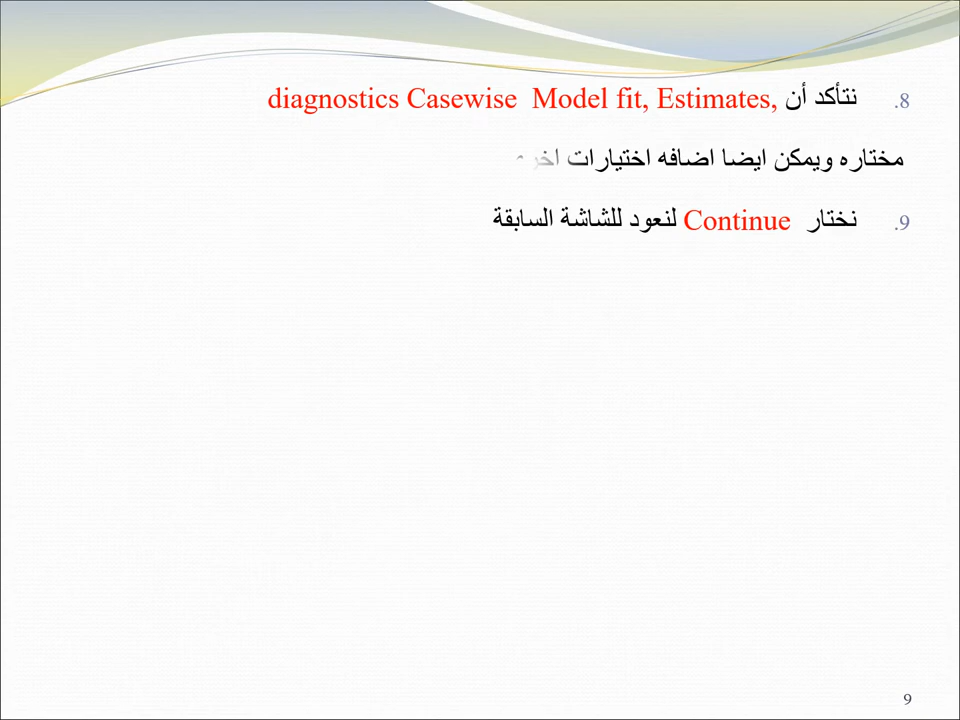 8. نتأكد أن diagnostics Casewise Model fit, Estimates,
مختاره ويمكن ايضا اضافه اختيارات
9. نختار Continue لنعود للشاشة السابقة
9